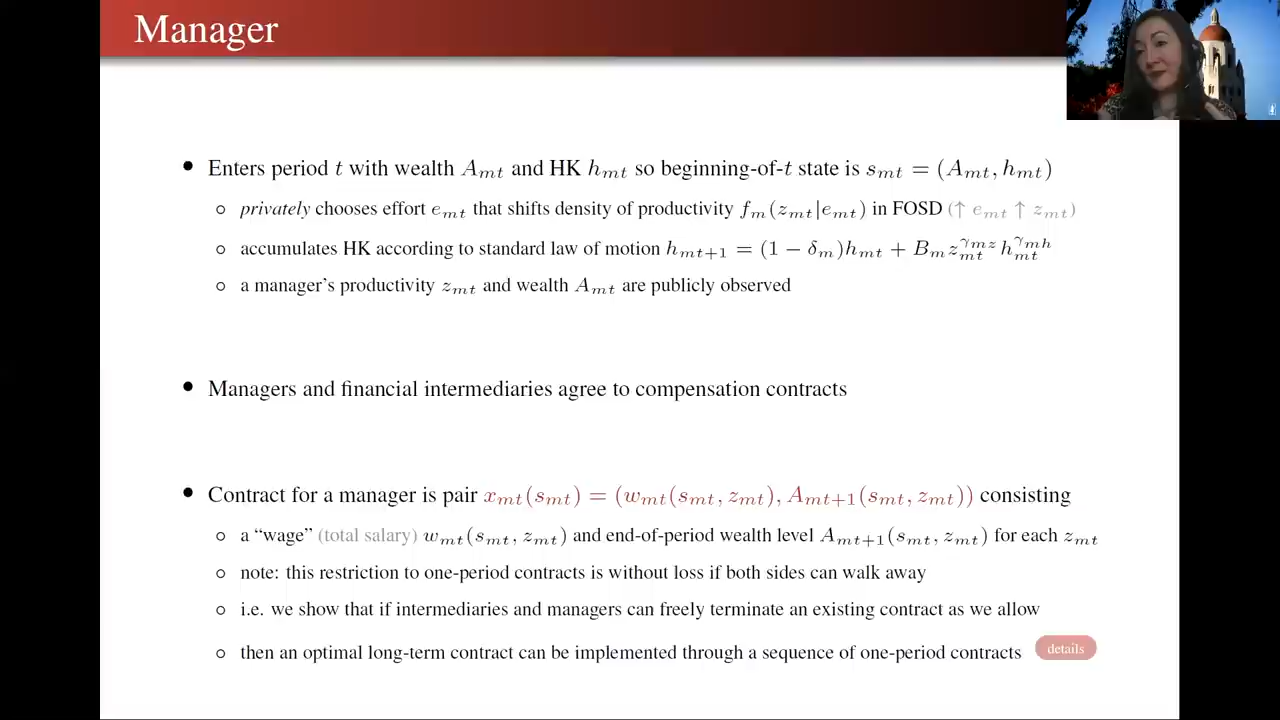 Manager
• Enters period t with wealth A_{mt} and HK h_{mt} so beginning-of-t state is s_{mt} = (A_{mt}, h_{mt})
○ privately chooses effort e_{mt} that shifts density of productivity f_m(z_{mt}|e_{mt}) in FOSD (↑ e_{mt} ↑ z_{mt})
○ accumulates HK according to standard law of motion h_{mt+1} = (1 − δ_m)h_{mt} + B_m z_{mt}^{γ_{mz}} h_{mt}^{γ_{mh}}
○ a manager's productivity z_{mt} and wealth A_{mt} are publicly observed
• Managers and financial intermediaries agree to compensation contracts
• Contract for a manager is pair x_{mt}(s_{mt}) = (w_{mt}(s_{mt}, z_{mt}), A_{mt+1}(s_{mt}, z_{mt})) consisting
○ a “wage” (total salary) w_{mt}(s_{mt}, z_{mt}) and end-of-period wealth level A_{mt+1}(s_{mt}, z_{mt}) for each z_{mt}
○ note: this restriction to one-period contracts is without loss if both sides can walk away
○ i.e. we show that if intermediaries and managers can freely terminate an existing contract as we allow
○ then an optimal long-term contract can be implemented through a sequence of one-period contracts details